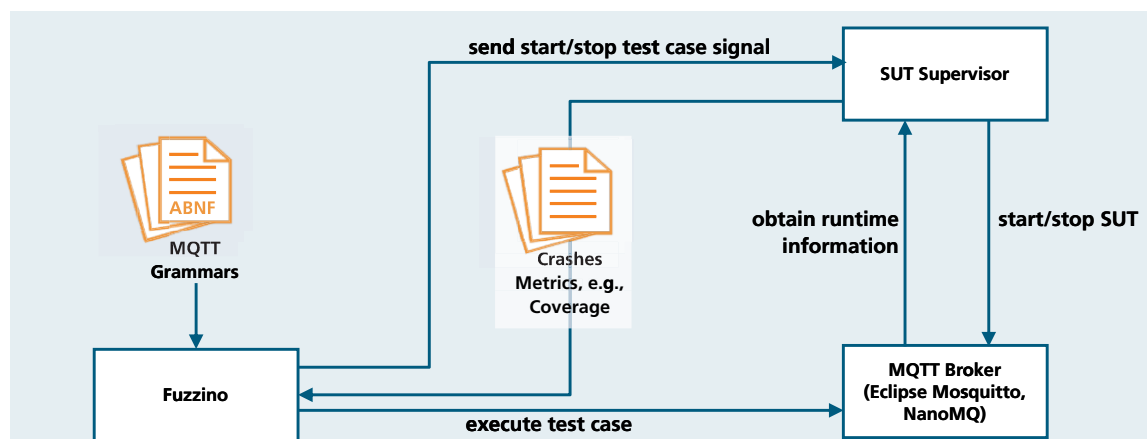 send start/stop test case signal
SUT Supervisor
ABNF
MQTT
Grammars
Crashes
Metrics, e.g.,
Coverage
obtain runtime
information
start/stop SUT
Fuzzino
MQTT Broker
(Eclipse Mosquitto,
NanoMQ)
execute test case